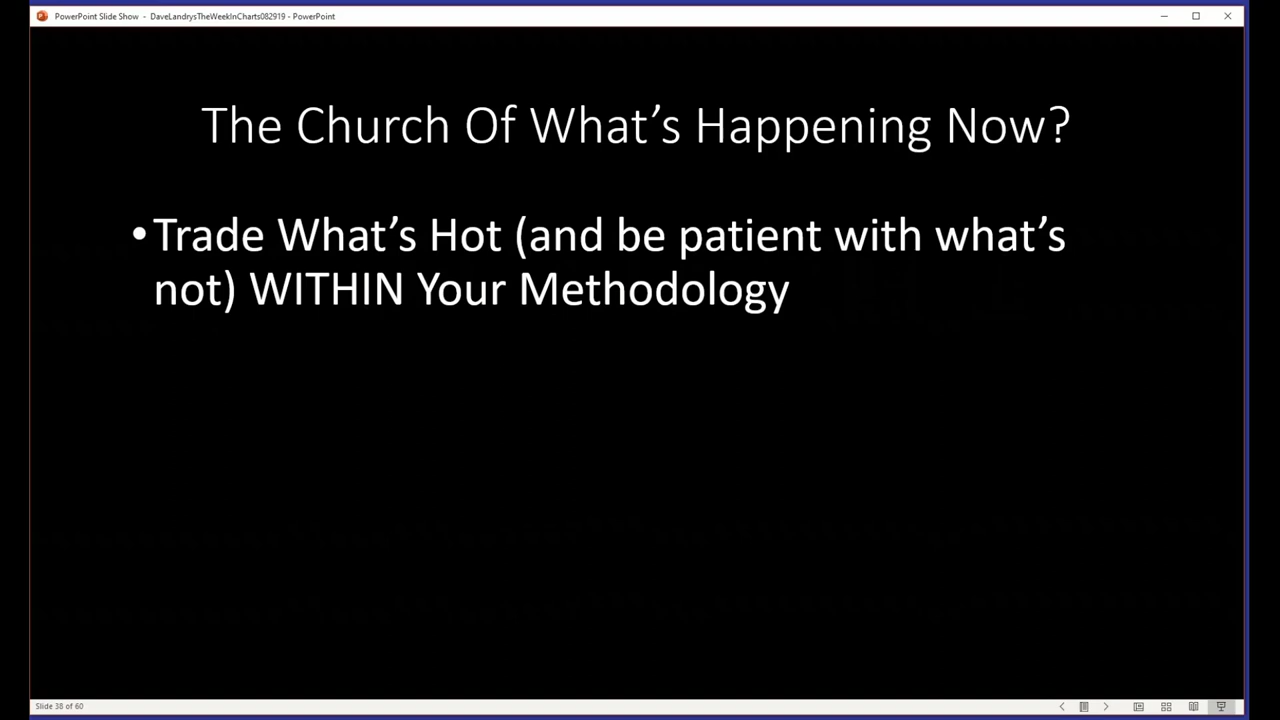 PowerPoint Slide Show - DaveLandrysTheWeekInCharts082919 - PowerPoint
The Church Of What’s Happening Now?
•Trade What’s Hot (and be patient with what’s
not) WITHIN Your Methodology
Slide 38 of 60